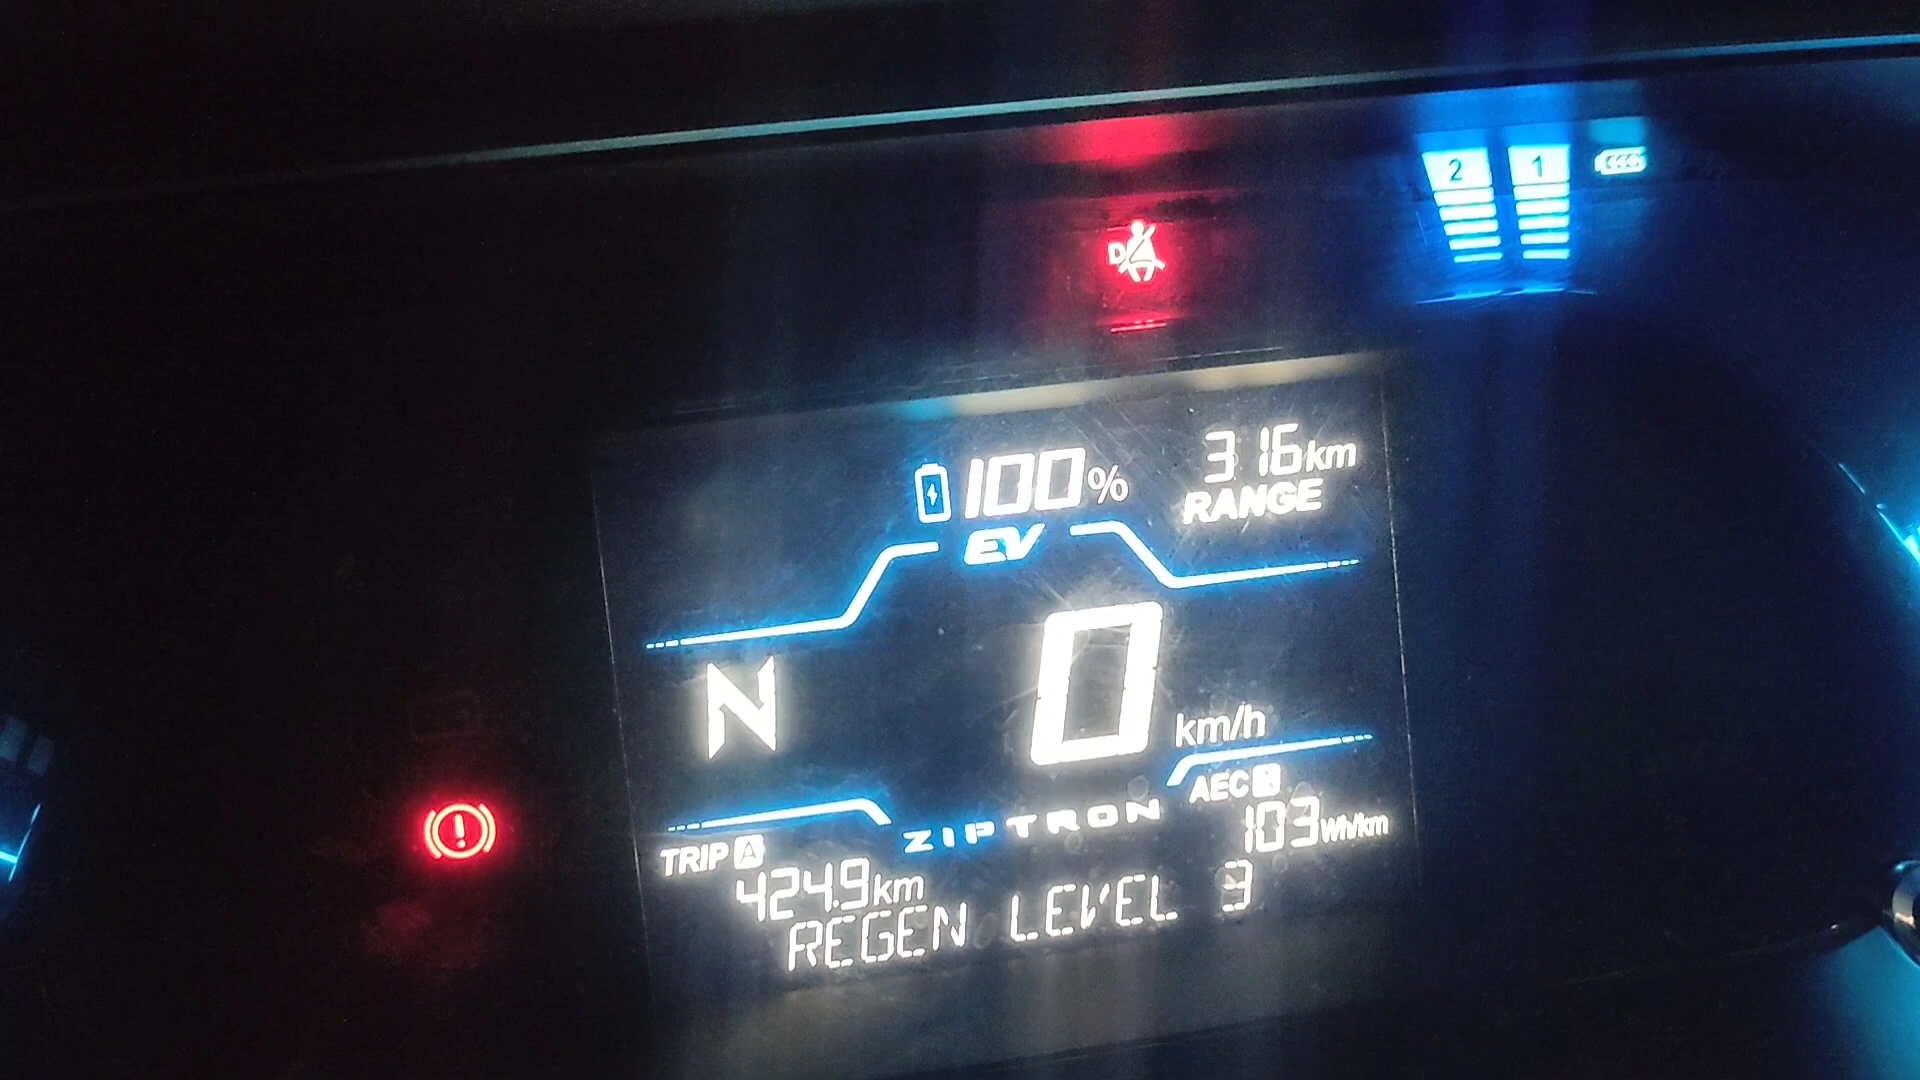 2 1
D
100% 316km
RANGE
EV
N 0 km/h
AEC
ZIPTRON 103Wh/km
TRIP A
424.9km
REGEN LEVEL 3